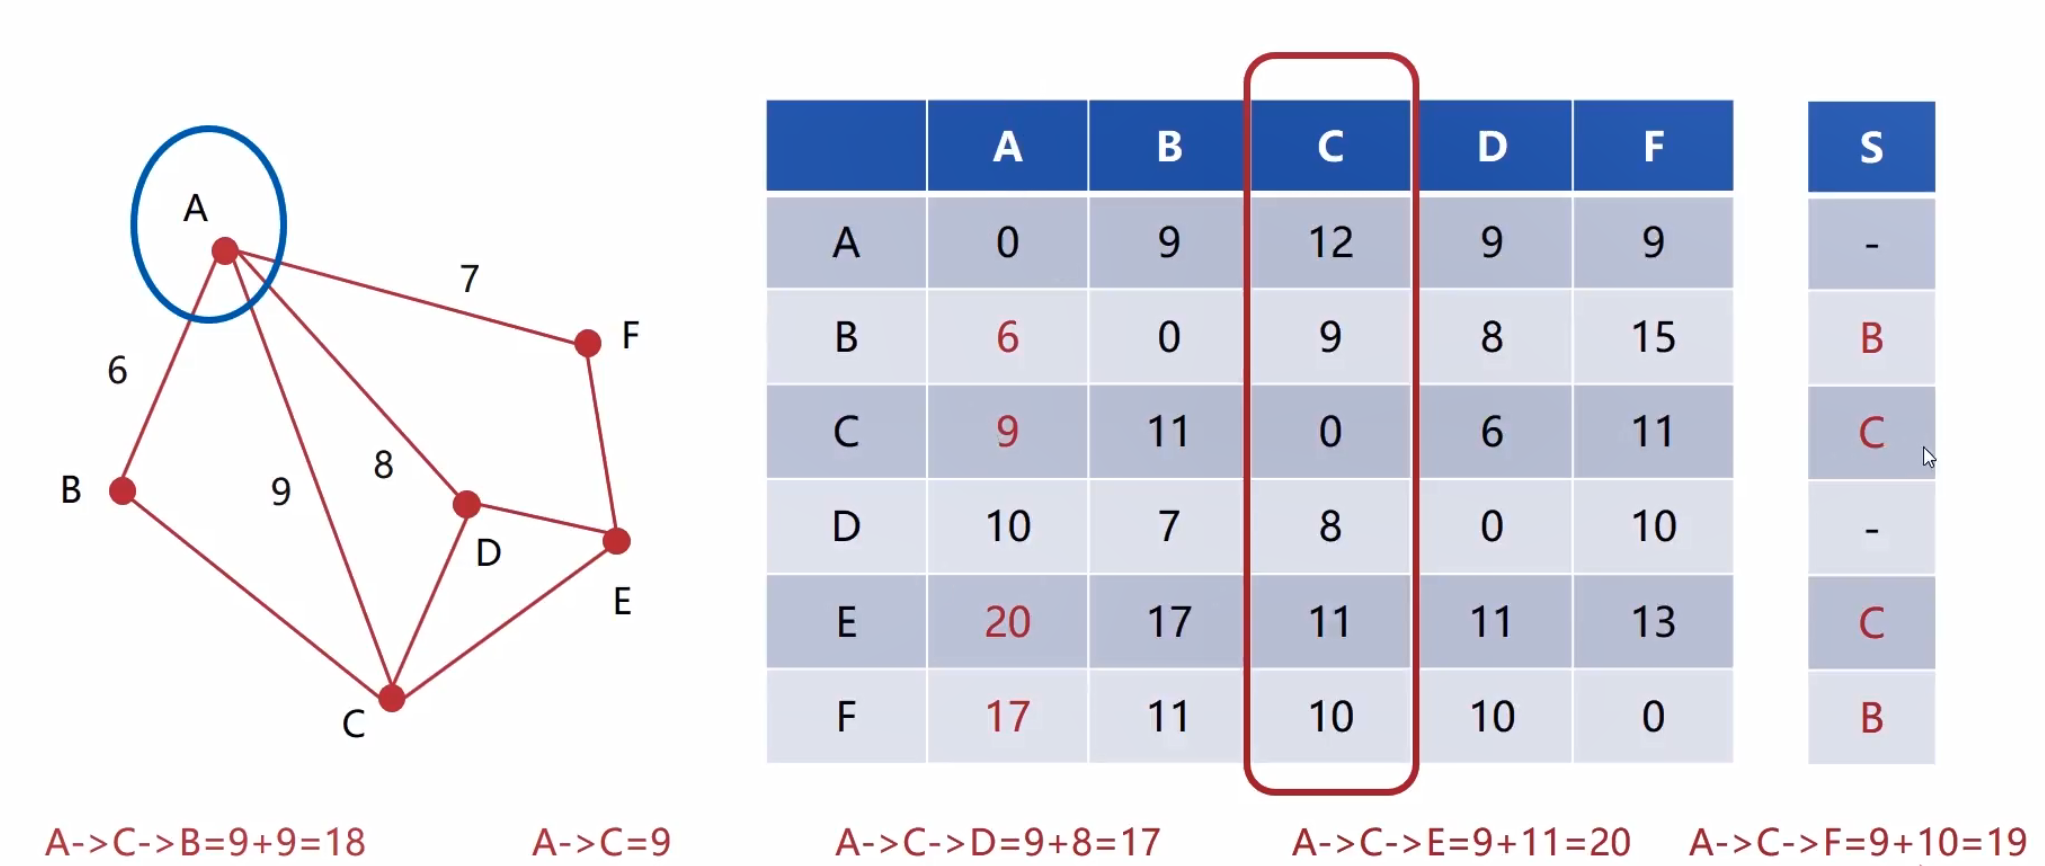 A
7
F
6
8
B
9
D
E
C
A B C D F S
A 0 9 12 9 9 -
B 6 0 9 8 15 B
C 9 11 0 6 11 C
D 10 7 8 0 10 -
E 20 17 11 11 13 C
F 17 11 10 10 0 B
A->C->B=9+9=18 A->C=9 A->C->D=9+8=17 A->C->E=9+11=20 A->C->F=9+10=19